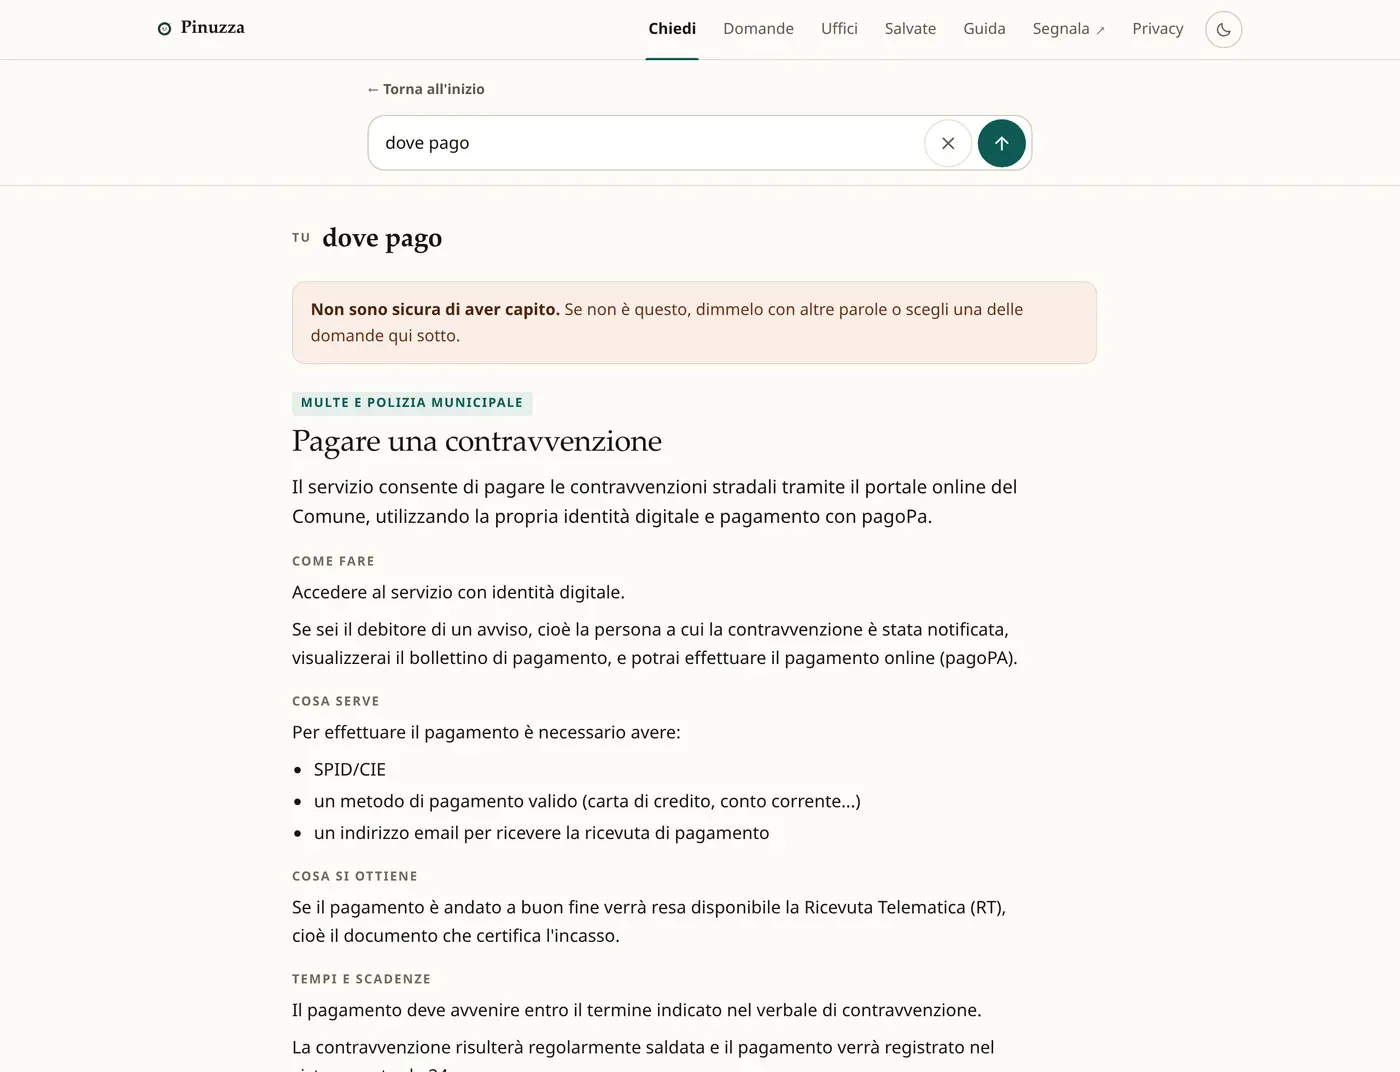 Pinuzza
Chiedi Domande Uffici Salvate Guida Segnala ↗ Privacy
← Torna all'inizio
dove pago
TU dove pago
Non sono sicura di aver capito. Se non è questo, dimmelo con altre parole o scegli una delle
domande qui sotto.
MULTE E POLIZIA MUNICIPALE
Pagare una contravvenzione
Il servizio consente di pagare le contravvenzioni stradali tramite il portale online del
Comune, utilizzando la propria identità digitale e pagamento con pagoPa.
COME FARE
Accedere al servizio con identità digitale.
Se sei il debitore di un avviso, cioè la persona a cui la contravvenzione è stata notificata,
visualizzerai il bollettino di pagamento, e potrai effettuare il pagamento online (pagoPA).
COSA SERVE
Per effettuare il pagamento è necessario avere:
• SPID/CIE
• un metodo di pagamento valido (carta di credito, conto corrente...)
• un indirizzo email per ricevere la ricevuta di pagamento
COSA SI OTTIENE
Se il pagamento è andato a buon fine verrà resa disponibile la Ricevuta Telematica (RT),
cioè il documento che certifica l'incasso.
TEMPI E SCADENZE
Il pagamento deve avvenire entro il termine indicato nel verbale di contravvenzione.
La contravvenzione risulterà regolarmente saldata e il pagamento verrà registrato nel